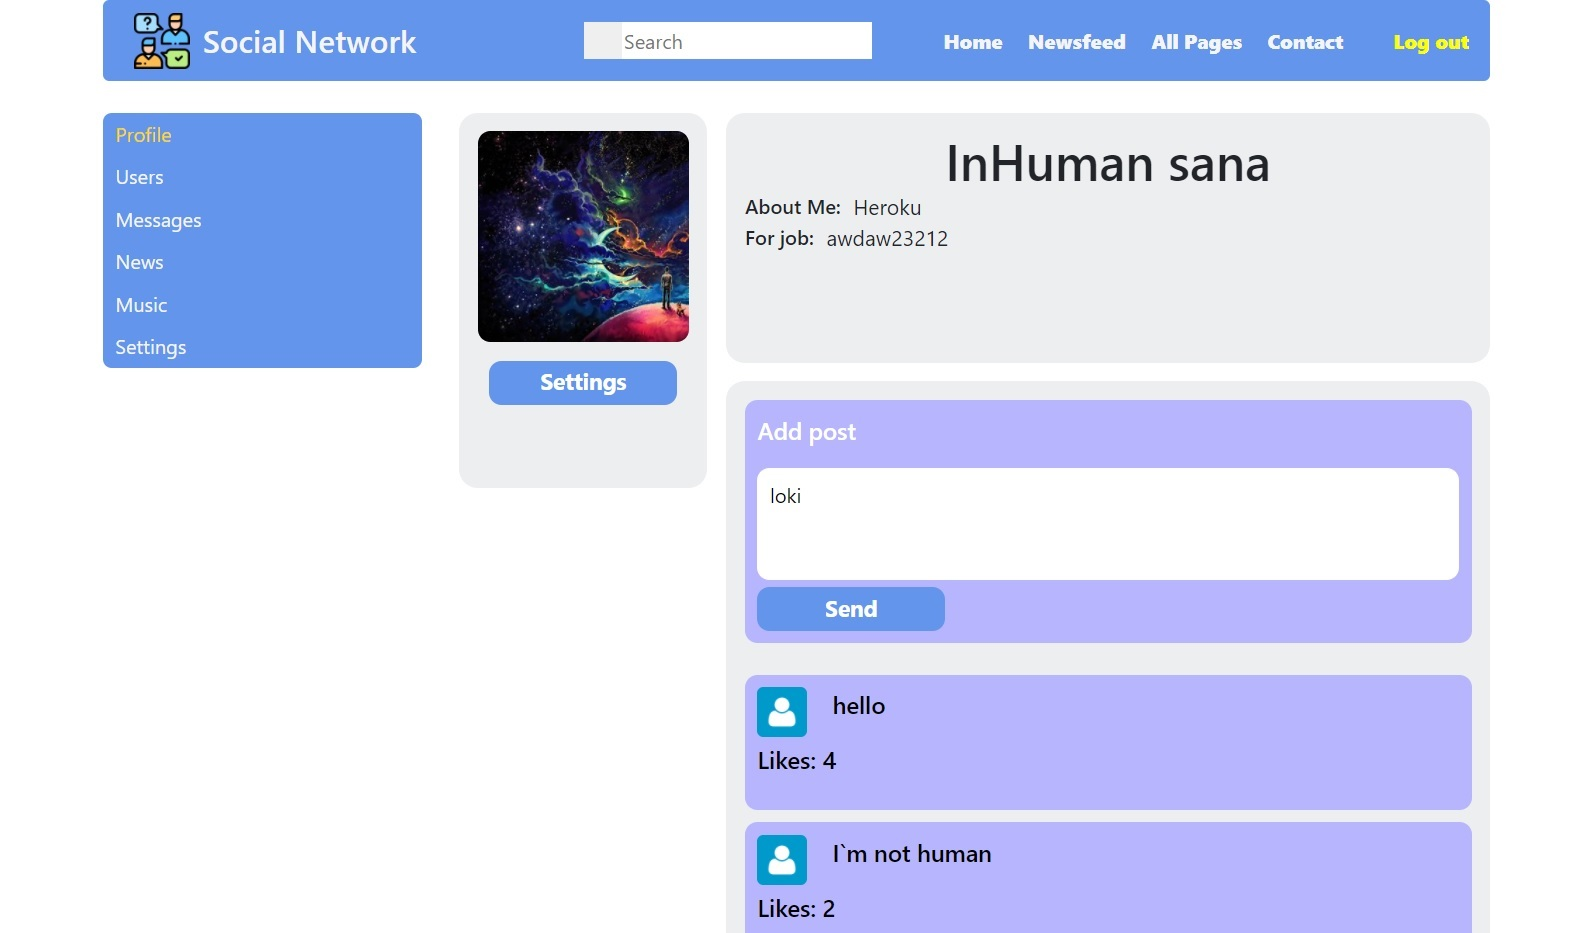 Social Network
Search
Home
Newsfeed
All Pages
Contact
Log out
Profile
Users
Messages
News
Music
Settings
Settings
InHuman sana
About Me: Heroku
For job: awdaw23212
Add post
loki
Send
hello
Likes: 4
I`m not human
Likes: 2